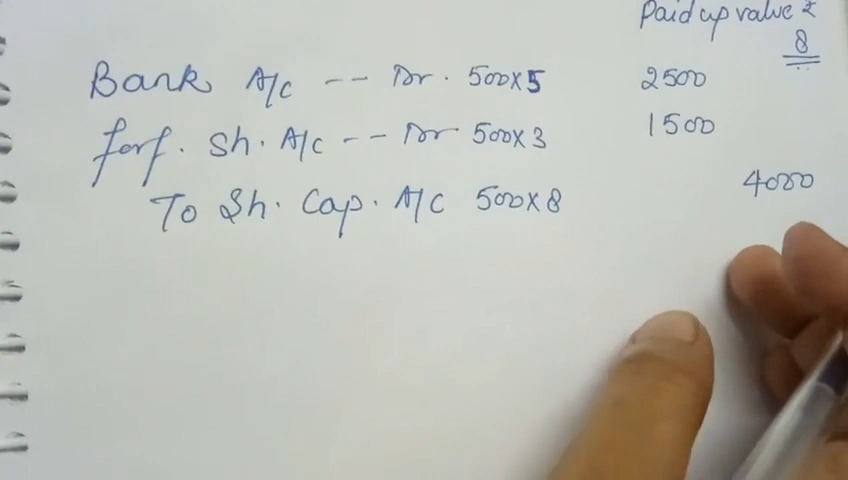 Paid up value ₹
8
Bank A/c -- Dr. 500x5 2500
forf. Sh. A/C -- Dr 500x3 1500
To Sh. Cap. A/C 500x8 4000